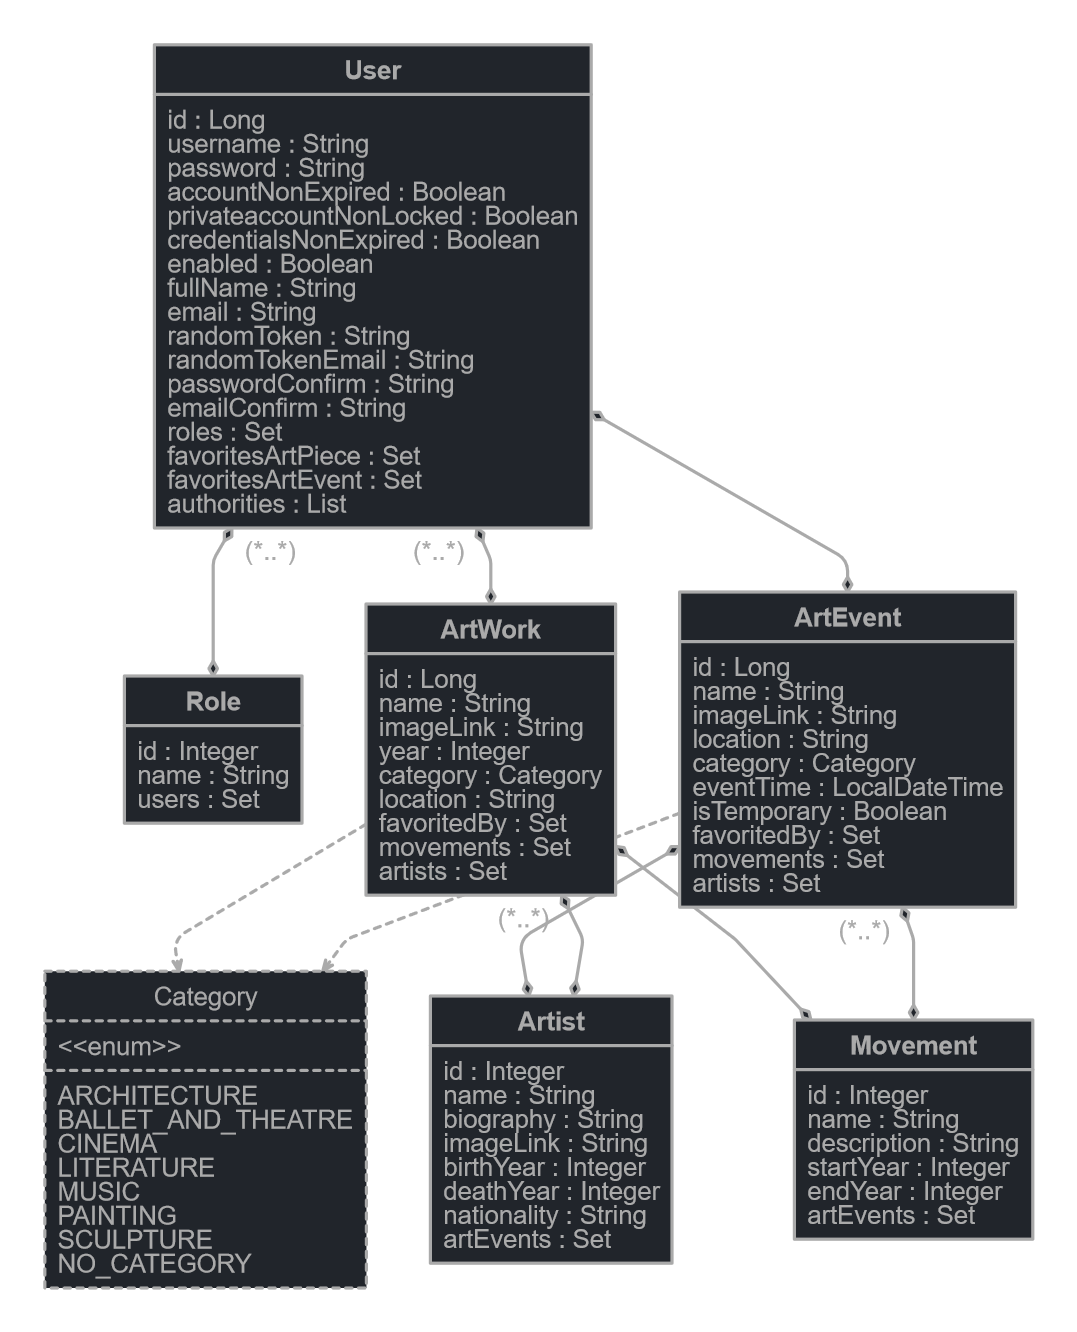 User
id : Long
username : String
password : String
accountNonExpired : Boolean
privateaccountNonLocked : Boolean
credentialsNonExpired : Boolean
enabled : Boolean
fullName : String
email : String
randomToken : String
randomTokenEmail : String
passwordConfirm : String
emailConfirm : String
roles : Set
favoritesArtPiece : Set
favoritesArtEvent : Set
authorities : List
(*..*)
(*..*)
Role
id : Integer
name : String
users : Set
ArtWork
id : Long
name : String
imageLink : String
year : Integer
category : Category
location : String
favoritedBy : Set
movements : Set
artists : Set
ArtEvent
id : Long
name : String
imageLink : String
location : String
category : Category
eventTime : LocalDateTime
isTemporary : Boolean
favoritedBy : Set
movements : Set
artists : Set
(*..*)
(*..*)
Category
<<enum>>
ARCHITECTURE
BALLET_AND_THEATRE
CINEMA
LITERATURE
MUSIC
PAINTING
SCULPTURE
NO_CATEGORY
Artist
id : Integer
name : String
biography : String
imageLink : String
birthYear : Integer
deathYear : Integer
nationality : String
artEvents : Set
Movement
id : Integer
name : String
description : String
startYear : Integer
endYear : Integer
artEvents : Set